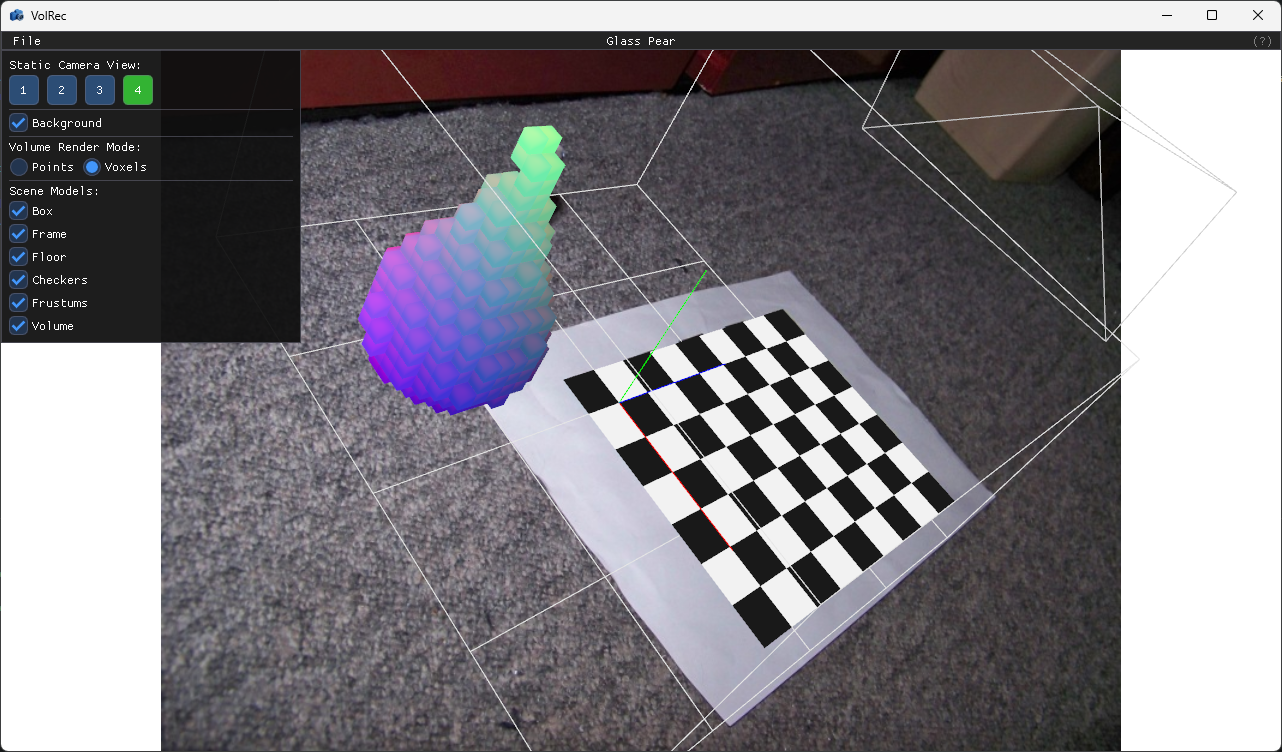 VolRec
File Glass Pear (?)
Static Camera View:
1 2 3 4
Background
Volume Render Mode:
Points Voxels
Scene Models:
Box
Frame
Floor
Checkers
Frustums
Volume